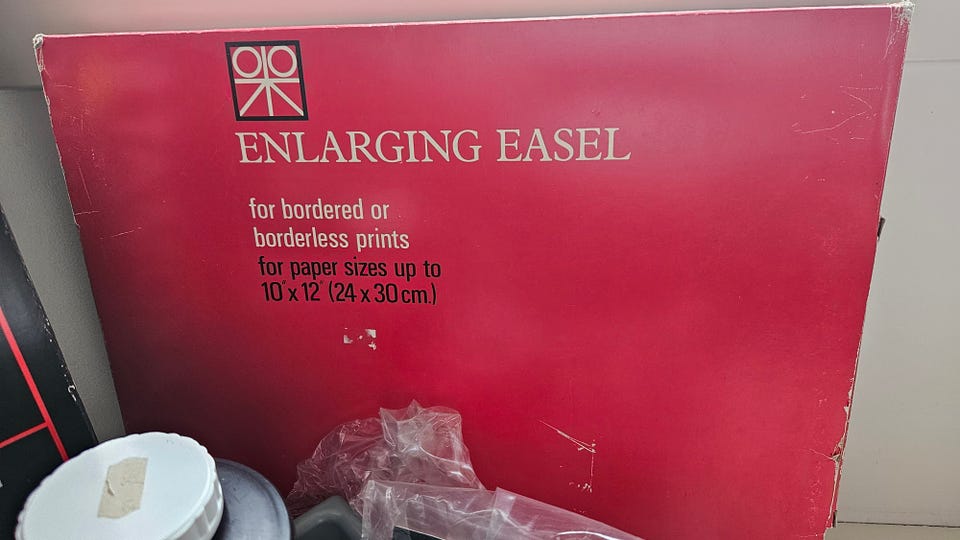 ENLARGING EASEL
for bordered or
borderless prints
for paper sizes up to
10"x 12" (24 x 30 cm.)